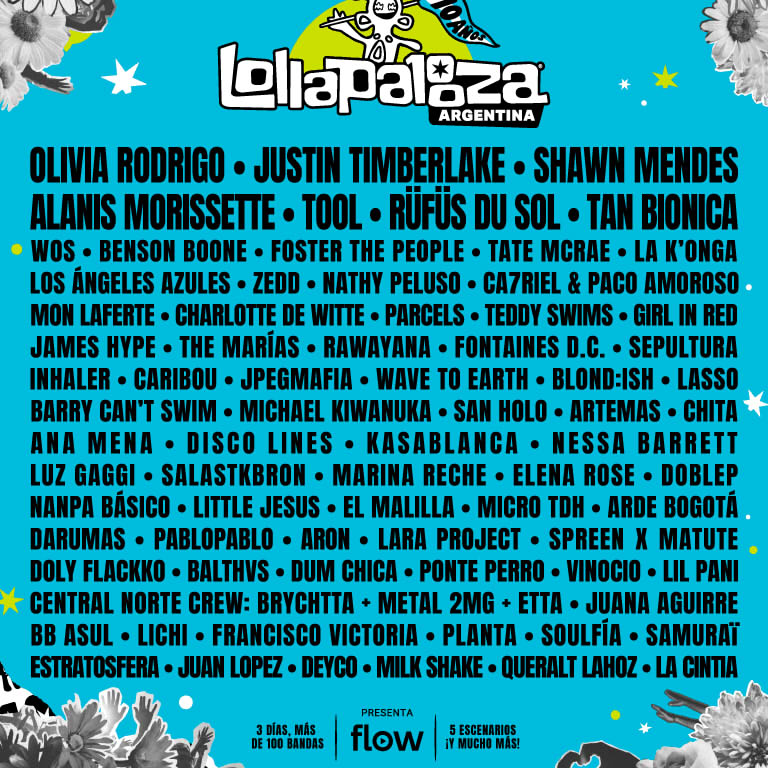 10 AÑOS
Lollapalooza
ARGENTINA
OLIVIA RODRIGO • JUSTIN TIMBERLAKE • SHAWN MENDES
ALANIS MORISSETTE • TOOL • RÜFÜS DU SOL • TAN BIONICA
WOS • BENSON BOONE • FOSTER THE PEOPLE • TATE MCRAE • LA K’ONGA
LOS ÁNGELES AZULES • ZEDD • NATHY PELUSO • CA7RIEL & PACO AMOROSO
MON LAFERTE • CHARLOTTE DE WITTE • PARCELS • TEDDY SWIMS • GIRL IN RED
JAMES HYPE • THE MARÍAS • RAWAYANA • FONTAINES D.C. • SEPULTURA
INHALER • CARIBOU • JPEGMAFIA • WAVE TO EARTH • BLOND:ISH • LASSO
BARRY CAN’T SWIM • MICHAEL KIWANUKA • SAN HOLO • ARTEMAS • CHITA
ANA MENA • DISCO LINES • KASABLANCA • NESSA BARRETT
LUZ GAGGI • SALASTKBRON • MARINA RECHE • ELENA ROSE • DOBLEP
NANPA BÁSICO • LITTLE JESUS • EL MALILLA • MICRO TDH • ARDE BOGOTÁ
DARUMAS • PABLOPABLO • ARON • LARA PROJECT • SPREEN X MATUTE
DOLY FLACKKO • BALTHVS • DUM CHICA • PONTE PERRO • VINOCIO • LIL PANI
CENTRAL NORTE CREW: BRYCHTTA + METAL 2MG + ETTA • JUANA AGUIRRE
BB ASUL • LICHI • FRANCISCO VICTORIA • PLANTA • SOULFÍA • SAMURAÏ
ESTRATOSFERA • JUAN LOPEZ • DEYCO • MILK SHAKE • QUERALT LAHOZ • LA CINTIA
PRESENTA
3 DÍAS, MÁS
DE 100 BANDAS
flow
5 ESCENARIOS
¡Y MUCHO MÁS!